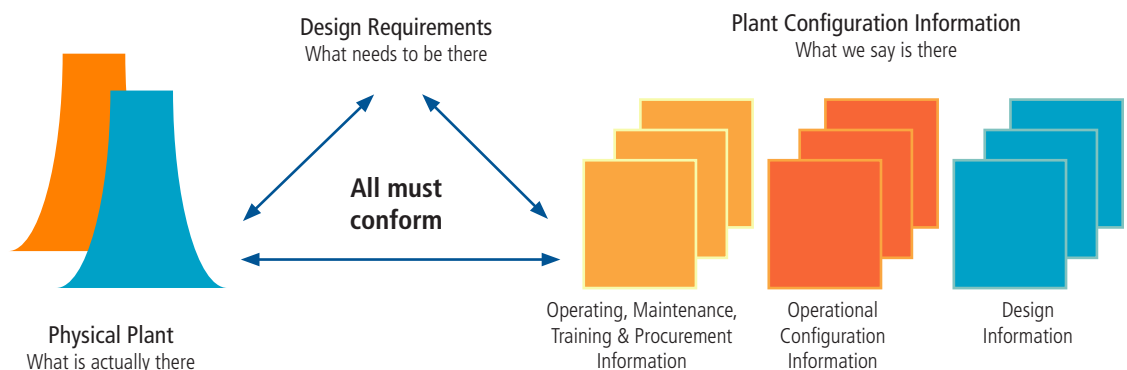 Design Requirements
What needs to be there
Plant Configuration Information
What we say is there
All must
conform
Physical Plant
What is actually there
Operating, Maintenance,
Training & Procurement
Information
Operational
Configuration
Information
Design
Information